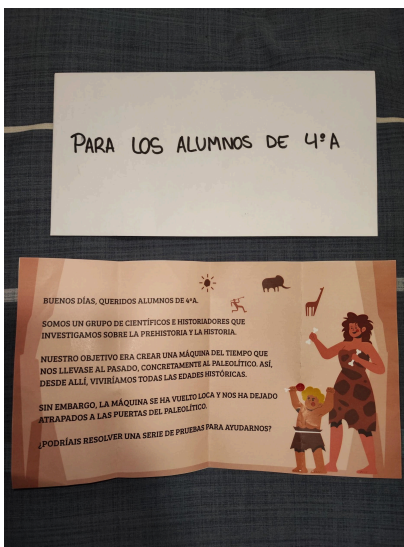 PARA LOS ALUMNOS DE 4ºA
BUENOS DÍAS, QUERIDOS ALUMNOS DE 4ºA.
SOMOS UN GRUPO DE CIENTÍFICOS E HISTORIADORES QUE
INVESTIGAMOS SOBRE LA PREHISTORIA Y LA HISTORIA.
NUESTRO OBJETIVO ERA CREAR UNA MÁQUINA DEL TIEMPO QUE
NOS LLEVASE AL PASADO, CONCRETAMENTE AL PALEOLÍTICO. ASÍ,
DESDE ALLÍ, VIVIRÍAMOS TODAS LAS EDADES HISTÓRICAS.
SIN EMBARGO, LA MÁQUINA SE HA VUELTO LOCA Y NOS HA DEJADO
ATRAPADOS A LAS PUERTAS DEL PALEOLÍTICO.
¿PODRÍAIS RESOLVER UNA SERIE DE PRUEBAS PARA AYUDARNOS?